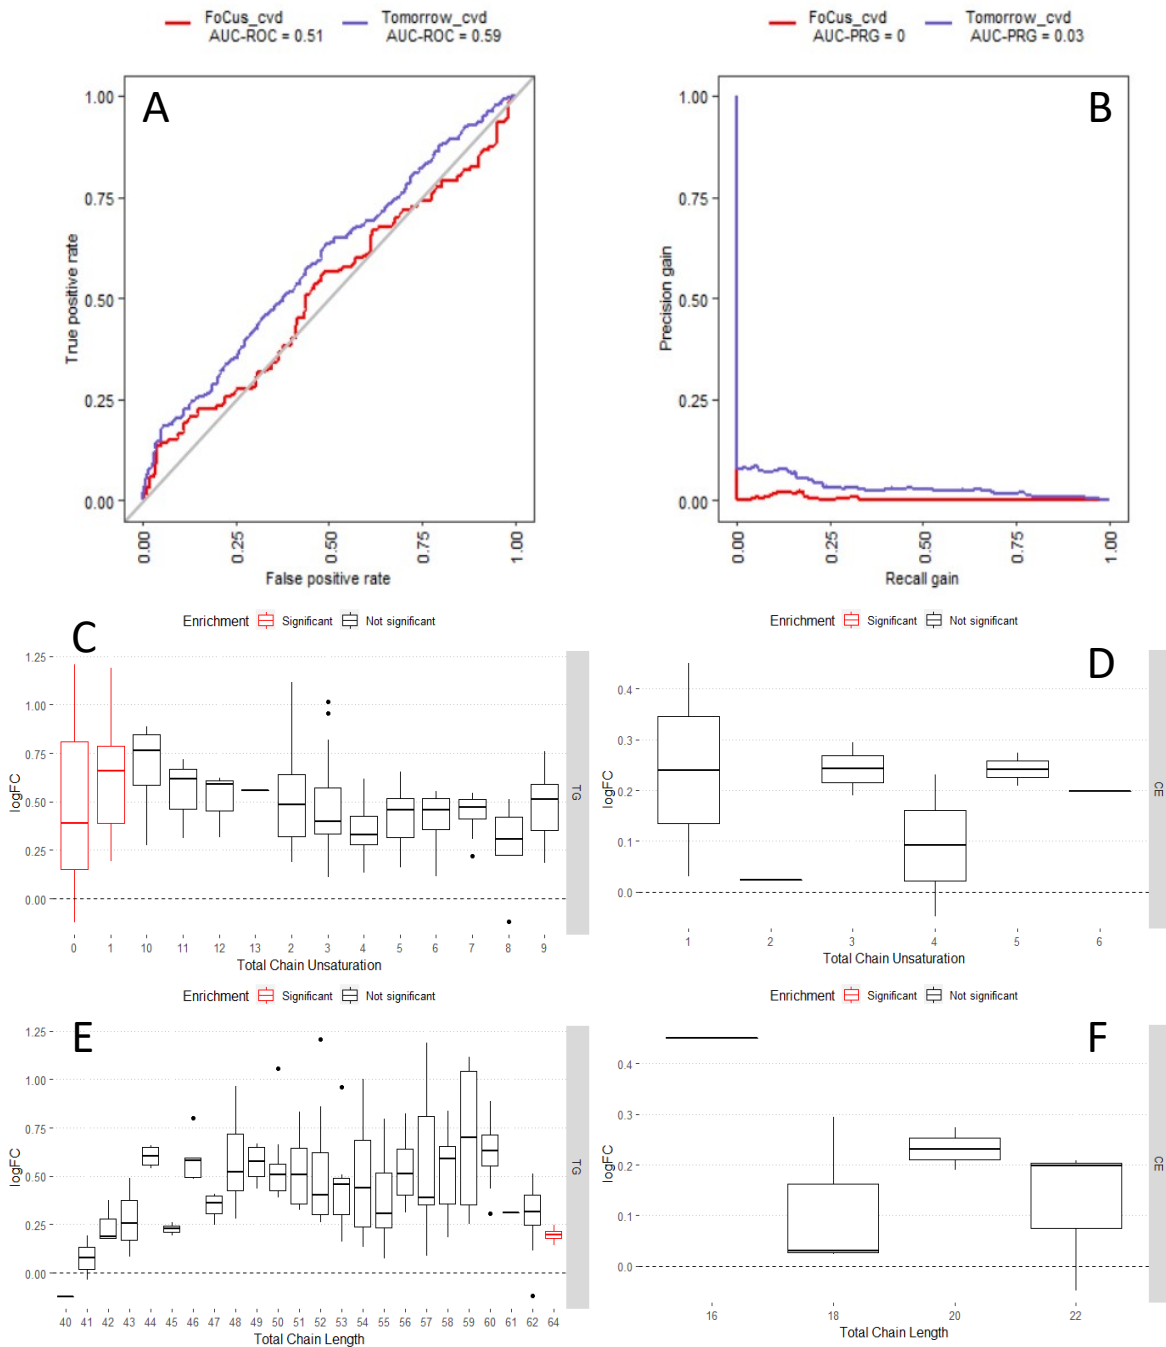 FoCus_cvd
AUC-ROC = 0.51
Tomorrow_cvd
AUC-ROC = 0.59
A
1.00
0.75
0.50
0.25
0.00
True positive rate
0.00 0.25 0.50 0.75 1.00
False positive rate
FoCus_cvd
AUC-PRG = 0
Tomorrow_cvd
AUC-PRG = 0.03
B
1.00
0.75
0.50
0.25
0.00
Precision gain
0.00 0.25 0.50 0.75 1.00
Recall gain
Enrichment Significant Not significant
C
1.25
1.00
0.75
0.50
0.25
0.00
logFC
TG
0 1 10 11 12 13 2 3 4 5 6 7 8 9
Total Chain Unsaturation
Enrichment Significant Not significant
D
0.4
0.3
0.2
0.1
0.0
logFC
CE
1 2 3 4 5 6
Total Chain Unsaturation
Enrichment Significant Not significant
E
1.25
1.00
0.75
0.50
0.25
0.00
logFC
TG
40 41 42 43 44 45 46 47 48 49 50 51 52 53 54 55 56 57 58 59 60 61 62 64
Total Chain Length
Enrichment Significant Not significant
F
0.4
0.3
0.2
0.1
0.0
logFC
CE
16 18 20 22
Total Chain Length